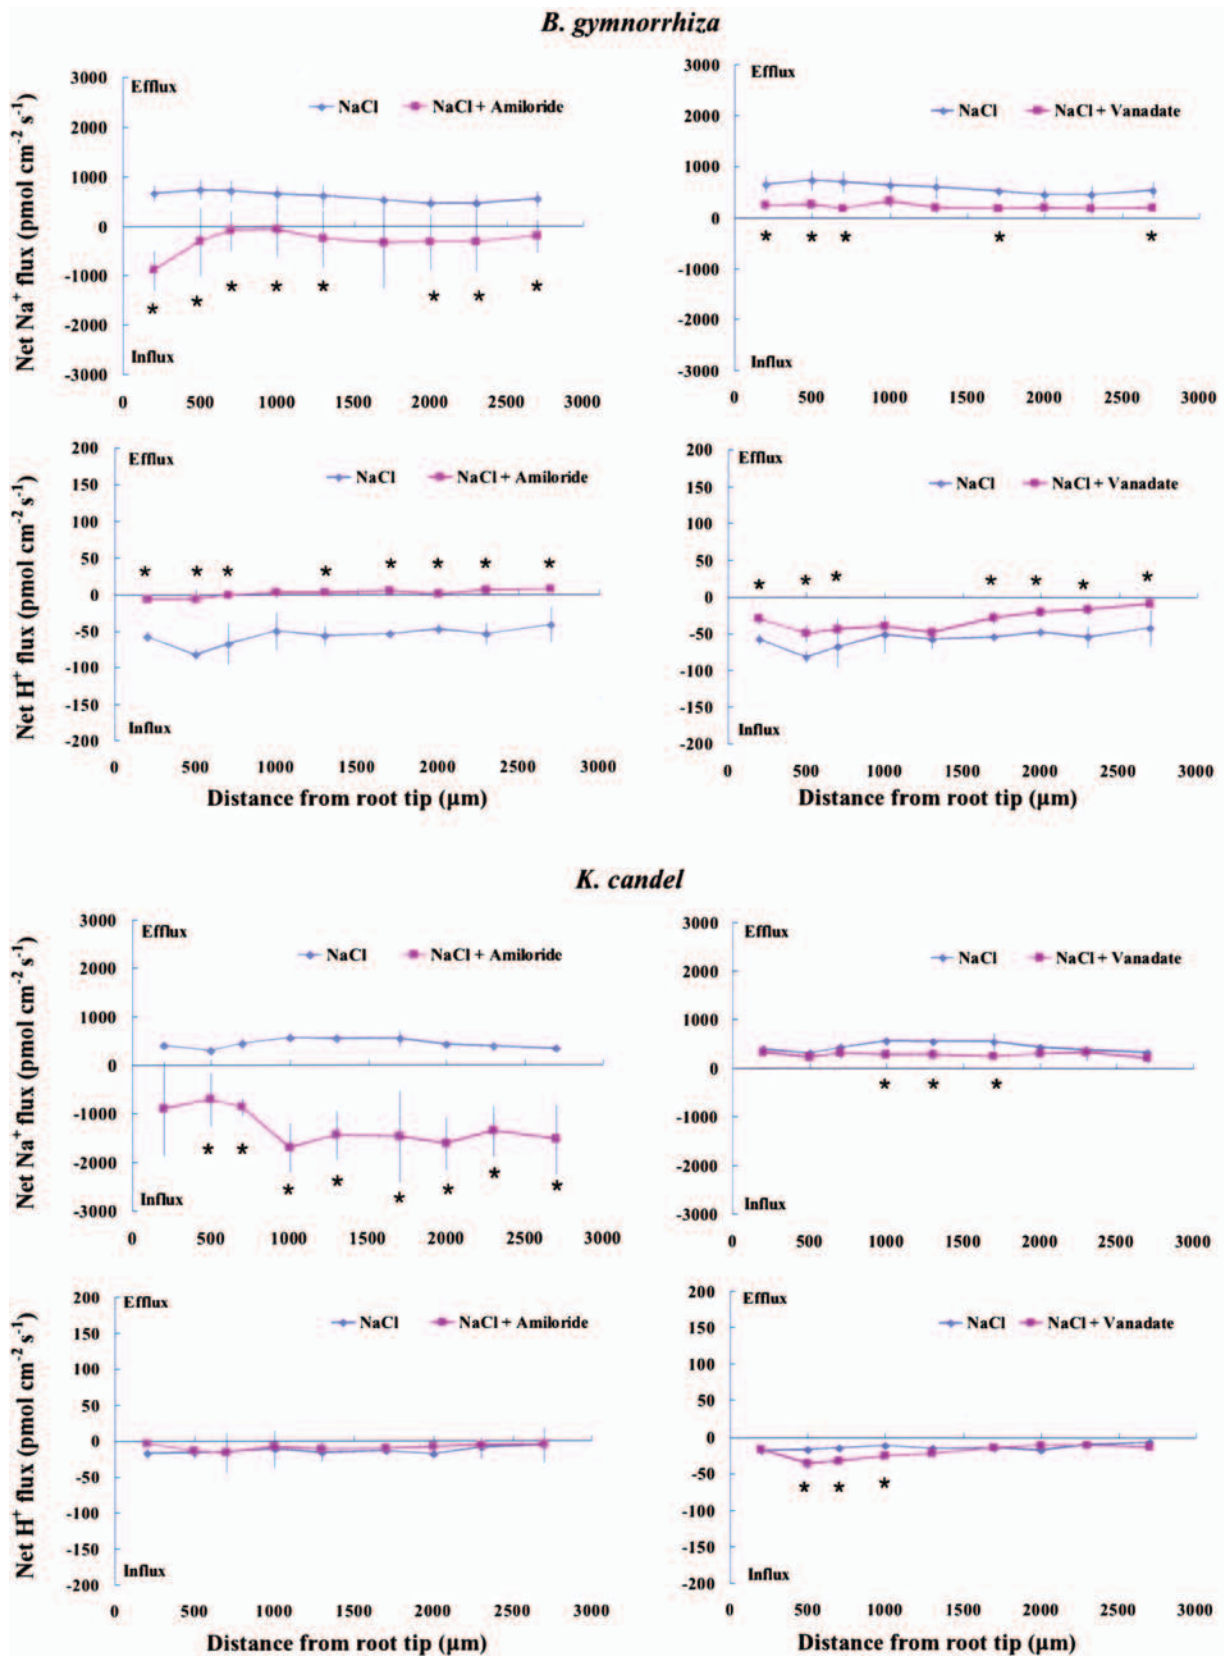 B. gymnorrhiza
Efflux
NaCl
NaCl + Amiloride
Net Na+ flux (pmol cm-2 s-1)
3000
2000
1000
0
-1000
-2000
-3000
* * * * * * * *
Influx
0 500 1000 1500 2000 2500 3000
Efflux
NaCl
NaCl + Vanadate
3000
2000
1000
0
-1000
-2000
-3000
* * * * *
Influx
0 500 1000 1500 2000 2500 3000
Efflux
NaCl
NaCl + Amiloride
Net H+ flux (pmol cm-2 s-1)
200
150
100
50
0
-50
-100
-150
-200
* * * * * * * *
Influx
0 500 1000 1500 2000 2500 3000
Distance from root tip (µm)
Efflux
NaCl
NaCl + Vanadate
200
150
100
50
0
-50
-100
-150
-200
* * * * * * *
Influx
0 500 1000 1500 2000 2500 3000
Distance from root tip (µm)
K. candel
Efflux
NaCl
NaCl + Amiloride
Net Na+ flux (pmol cm-2 s-1)
3000
2000
1000
0
-1000
-2000
-3000
* * * * * * * *
Influx
0 500 1000 1500 2000 2500 3000
Efflux
NaCl
NaCl + Vanadate
3000
2000
1000
0
-1000
-2000
-3000
* * *
Influx
0 500 1000 1500 2000 2500 3000
Efflux
NaCl
NaCl + Amiloride
Net H+ flux (pmol cm-2 s-1)
200
150
100
50
0
-50
-100
-150
-200
Influx
0 500 1000 1500 2000 2500 3000
Distance from root tip (µm)
Efflux
NaCl
NaCl + Vanadate
200
150
100
50
0
-50
-100
-150
-200
* * *
Influx
0 500 1000 1500 2000 2500 3000
Distance from root tip (µm)